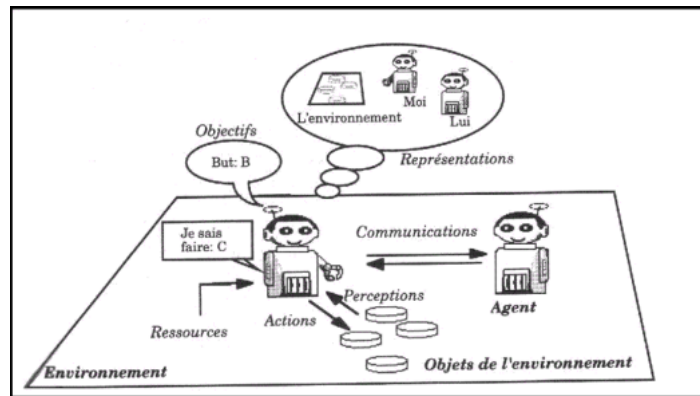 Moi
L'environnement
Lui
Objectifs
Représentations
But: B
Je sais
faire: C
Communications
Perceptions
Agent
Ressources
Actions
Environnement
Objets de l'environnement